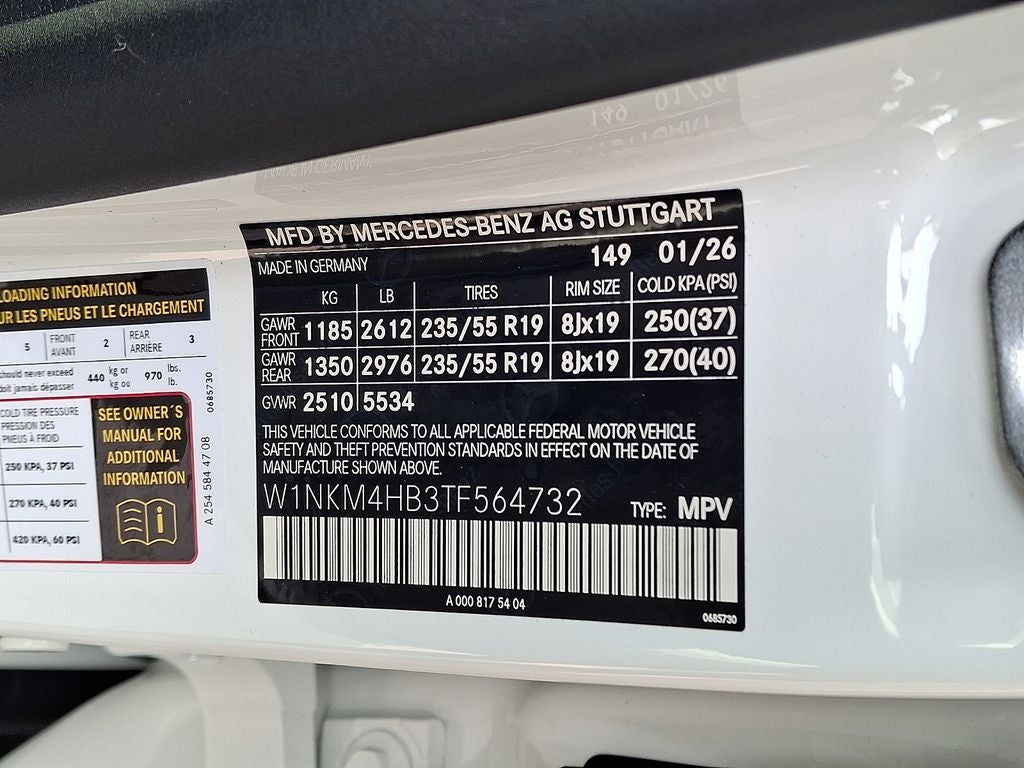 MFD BY MERCEDES-BENZ AG STUTTGART
MADE IN GERMANY 149 01/26
KG LB TIRES RIM SIZE COLD KPA(PSI)
GAWR FRONT 1185 2612 235/55 R19 8Jx19 250(37)
GAWR REAR 1350 2976 235/55 R19 8Jx19 270(40)
GVWR 2510 5534
THIS VEHICLE CONFORMS TO ALL APPLICABLE FEDERAL MOTOR VEHICLE
SAFETY AND THEFT PREVENTION STANDARDS IN EFFECT ON THE DATE OF
MANUFACTURE SHOWN ABOVE.
W1NKM4HB3TF564732 TYPE: MPV
A 000 817 54 04
0685730
LOADING INFORMATION
UR LES PNEUS ET LE CHARGEMENT
5 FRONT AVANT 2 REAR ARRIÈRE 3
should never exceed 440 kg or 970 lbs.
doit jamais dépasser kg ou lb.
COLD TIRE PRESSURE
PRESSION DES
PNEUS À FROID
250 KPA, 37 PSI
270 KPA, 40 PSI
420 KPA, 60 PSI
SEE OWNER´S
MANUAL FOR
ADDITIONAL
INFORMATION
0685730
A 254 584 47 08